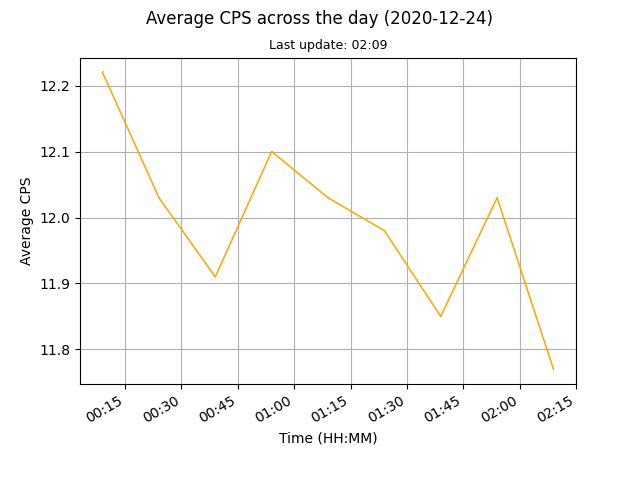 Average CPS across the day (2020-12-24)
Last update: 02:09
12.2
12.1
12.0
11.9
11.8
Average CPS
00:15 00:30 00:45 01:00 01:15 01:30 01:45 02:00 02:15
Time (HH:MM)